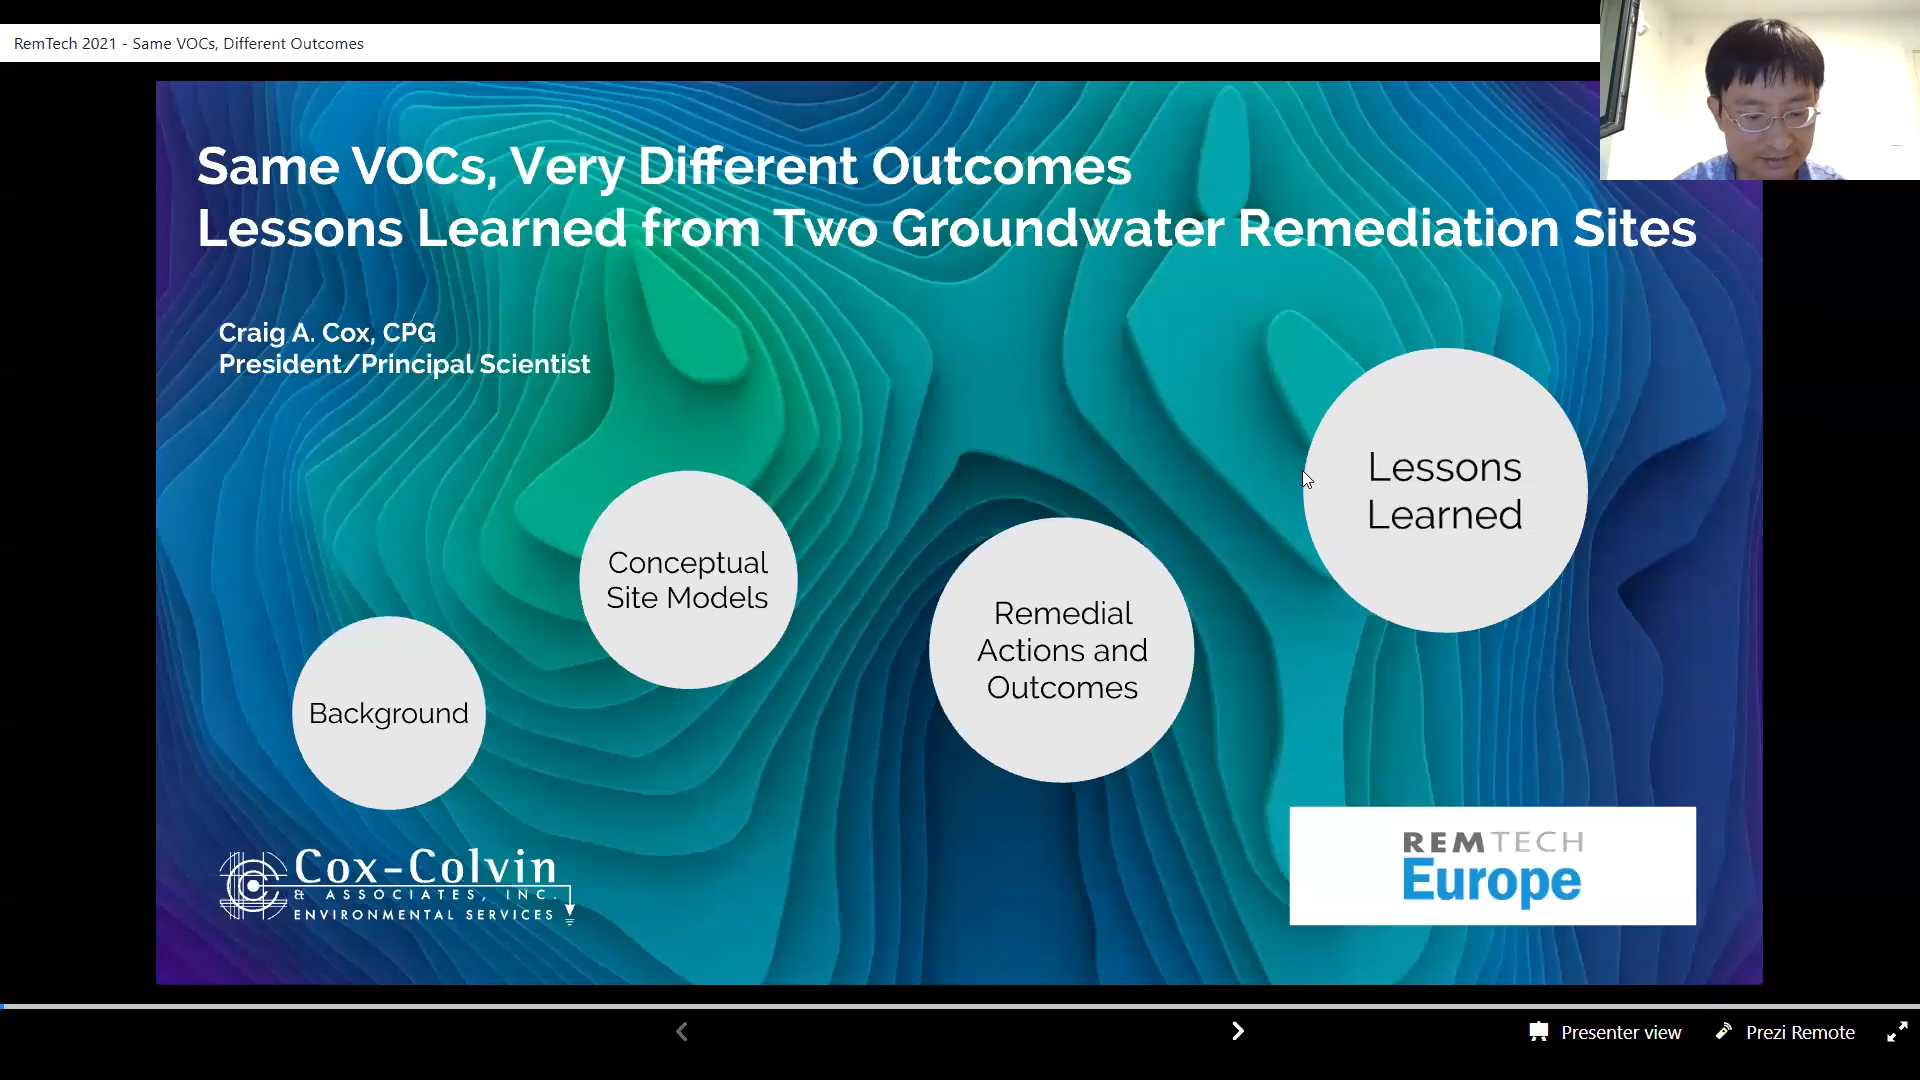 RemTech 2021 - Same VOCs, Different Outcomes
Same VOCs, Very Different Outcomes
Lessons Learned from Two Groundwater Remediation Sites
Craig A. Cox, CPG
President/Principal Scientist
Lessons
Learned
Conceptual
Site Models
Remedial
Actions and
Outcomes
Background
Cox-Colvin
& ASSOCIATES, INC.
ENVIRONMENTAL SERVICES
REMTECH
Europe
Presenter view
Prezi Remote